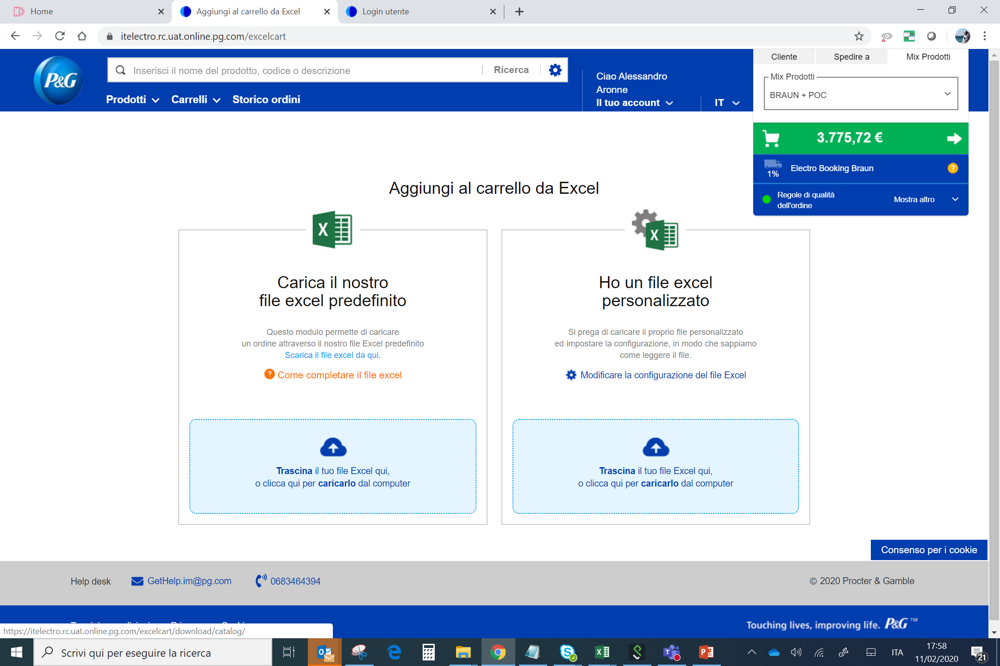 Home
Aggiungi al carrello da Excel
Login utente
itelectro.rc.uat.online.pg.com/excelcart
P&G
Inserisci il nome del prodotto, codice o descrizione
Ricerca
Prodotti
Carrelli
Storico ordini
Ciao Alessandro
Aronne
Il tuo account
IT
Cliente
Spedire a
Mix Prodotti
Mix Prodotti
BRAUN + POC
3.775,72 €
1%
Electro Booking Braun
?
Regole di qualità
dell'ordine
Mostra altro
Aggiungi al carrello da Excel
X
X
Carica il nostro
file excel predefinito
Questo modulo permette di caricare
un ordine attraverso il nostro file Excel predefinito
Scarica il file excel da qui.
? Come completare il file excel
Trascina il tuo file Excel qui,
o clicca qui per caricarlo dal computer
Ho un file excel
personalizzato
Si prega di caricare il proprio file personalizzato
ed impostare la configurazione, in modo che sappiamo
come leggere il file.
Modificare la configurazione del file Excel
Trascina il tuo file Excel qui,
o clicca qui per caricarlo dal computer
Consenso per i cookie
Help desk
GetHelp.im@pg.com
0683464394
© 2020 Procter & Gamble
Touching lives, improving life. P&G ™
https://itelectro.rc.uat.online.pg.com/excelcart/download/catalog/
Scrivi qui per eseguire la ricerca
ITA
17:58
11/02/2020
21